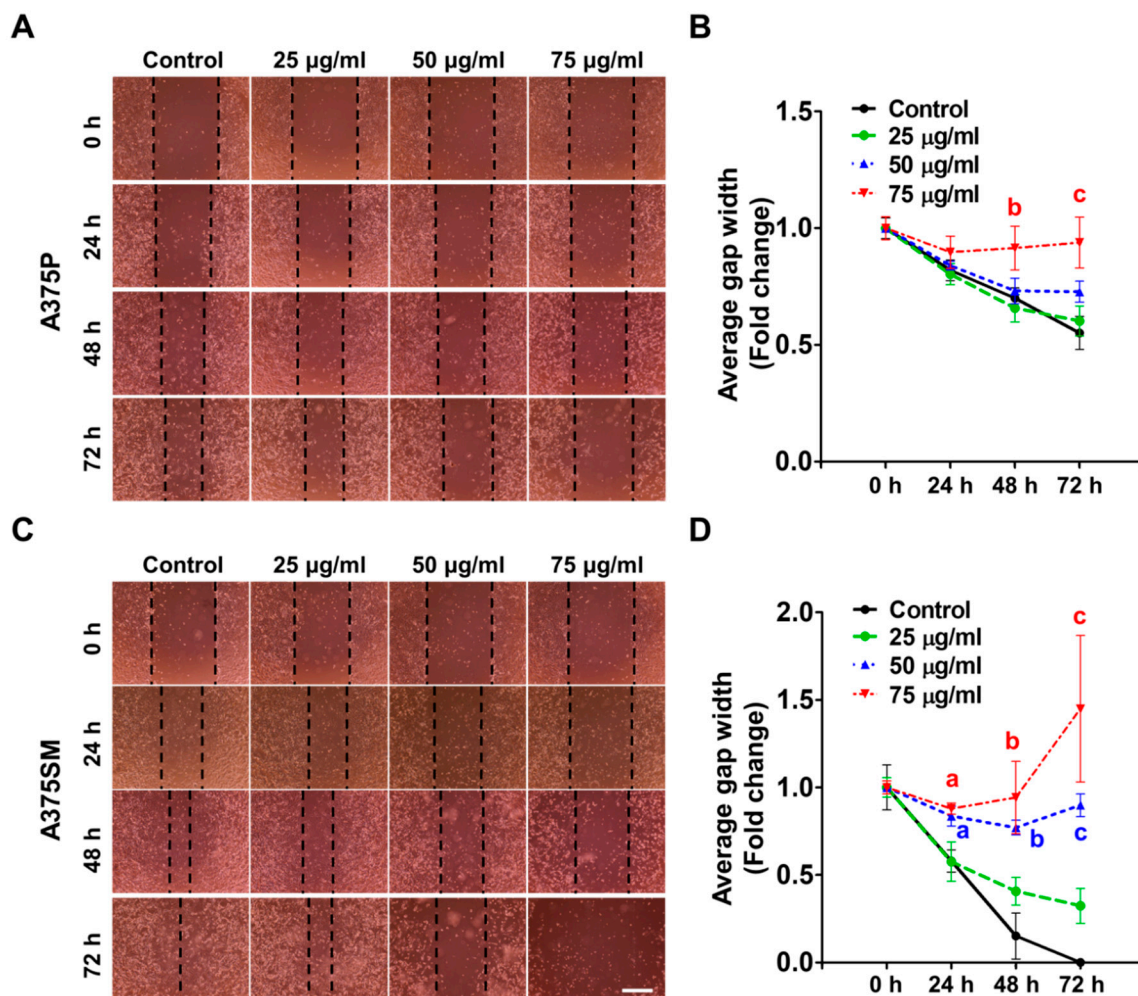 A
Control 25 µg/ml 50 µg/ml 75 µg/ml
A375P
0 h
24 h
48 h
72 h
B
Average gap width
(Fold change)
1.5
1.0
0.5
0.0
Control
25 µg/ml
50 µg/ml
75 µg/ml
b
c
0 h 24 h 48 h 72 h
C
Control 25 µg/ml 50 µg/ml 75 µg/ml
A375SM
0 h
24 h
48 h
72 h
D
Average gap width
(Fold change)
2.0
1.5
1.0
0.5
0.0
Control
25 µg/ml
50 µg/ml
75 µg/ml
c
b
a
a
b
c
0 h 24 h 48 h 72 h